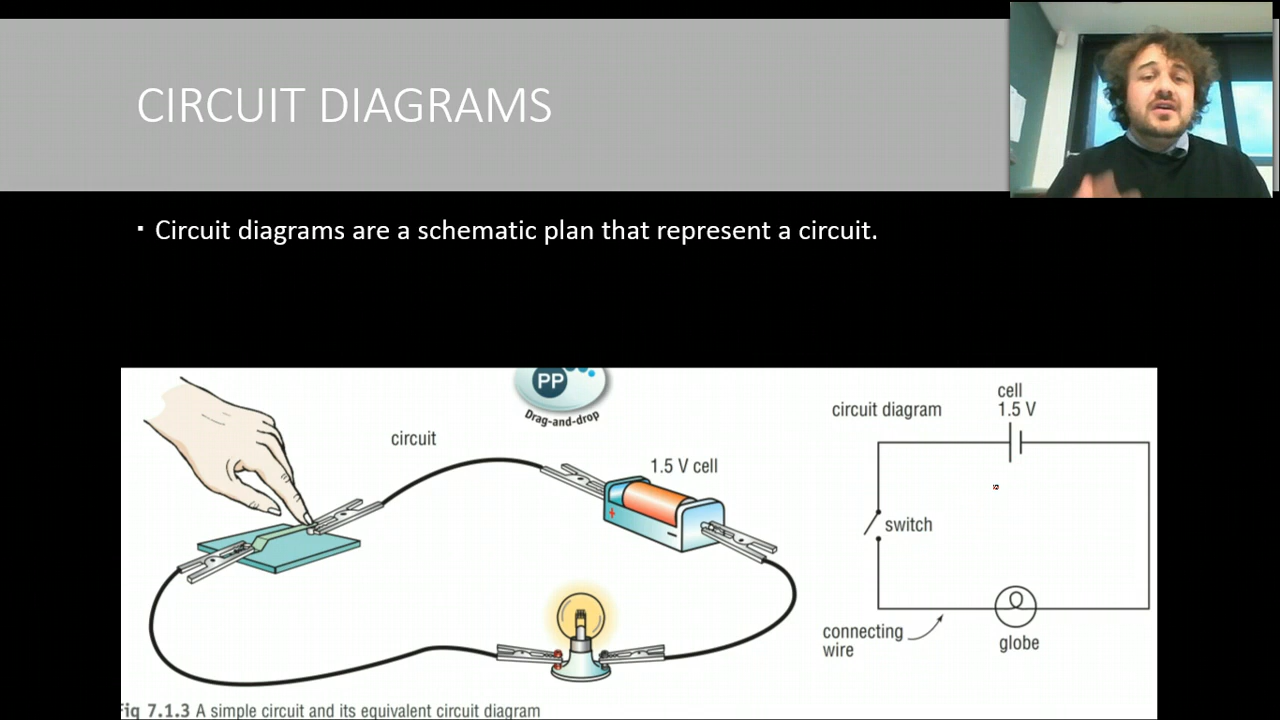 CIRCUIT DIAGRAMS
▪ Circuit diagrams are a schematic plan that represent a circuit.
PP
Drag-and-drop
circuit
1.5 V cell
+
–
circuit diagram
cell
1.5 V
switch
connecting
wire
globe
Fig 7.1.3 A simple circuit and its equivalent circuit diagram